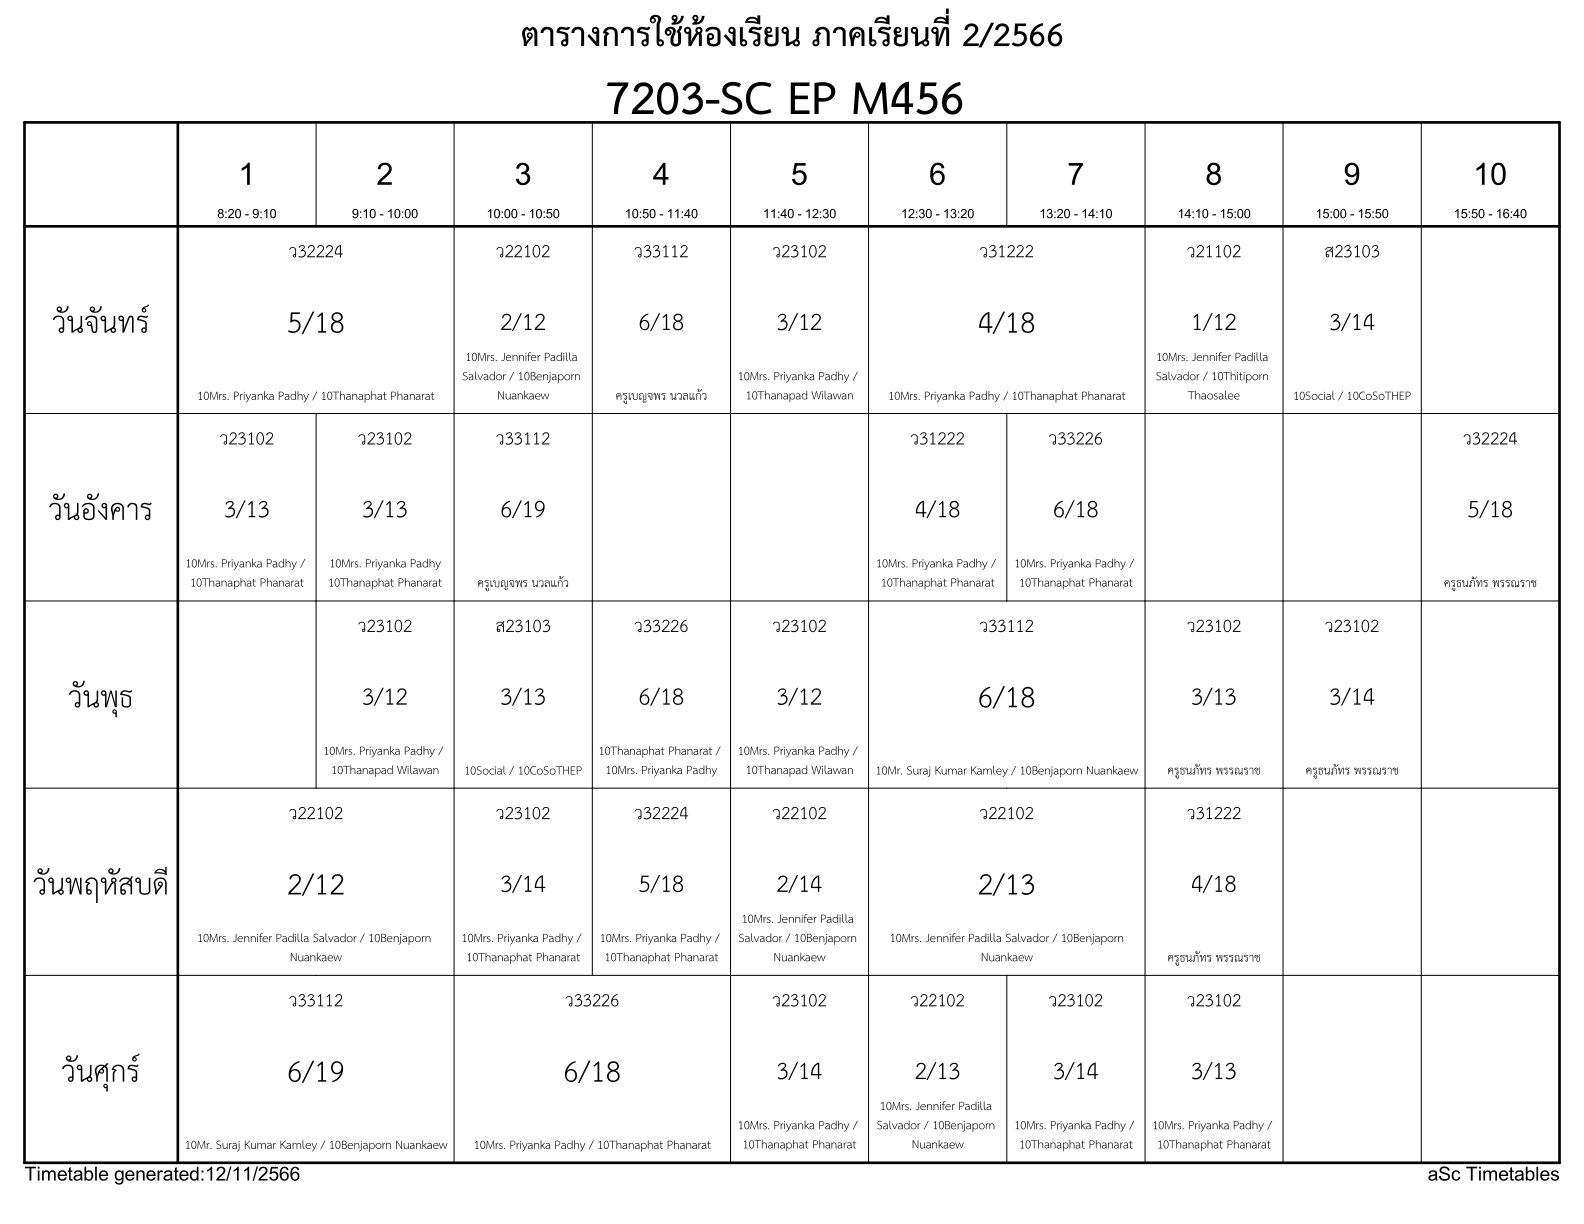 ตารางการใช้ห้องเรียน ภาคเรียนที่ 2/2566
7203-SC EP M456
1 2 3 4 5 6 7 8 9 10
8:20 - 9:10 9:10 - 10:00 10:00 - 10:50 10:50 - 11:40 11:40 - 12:30 12:30 - 13:20 13:20 - 14:10 14:10 - 15:00 15:00 - 15:50 15:50 - 16:40
วันจันทร์
ว32224
5/18
10Mrs. Priyanka Padhy / 10Thanaphat Phanarat
ว22102
2/12
10Mrs. Jennifer Padilla
Salvador / 10Benjaporn
Nuankaew
ว33112
6/18
ครูเบญจพร นวลแก้ว
ว23102
3/12
10Mrs. Priyanka Padhy /
10Thanapad Wilawan
ว31222
4/18
10Mrs. Priyanka Padhy / 10Thanaphat Phanarat
ว21102
1/12
10Mrs. Jennifer Padilla
Salvador / 10Thitiporn
Thaosalee
ส23103
3/14
10Social / 10CoSoTHEP
วันอังคาร
ว23102
3/13
10Mrs. Priyanka Padhy /
10Thanaphat Phanarat
ว23102
3/13
10Mrs. Priyanka Padhy
10Thanaphat Phanarat
ว33112
6/19
ครูเบญจพร นวลแก้ว
ว31222
4/18
10Mrs. Priyanka Padhy /
10Thanaphat Phanarat
ว33226
6/18
10Mrs. Priyanka Padhy /
10Thanaphat Phanarat
ว32224
5/18
ครูธนภัทร พรรณราช
วันพุธ
ว23102
3/12
10Mrs. Priyanka Padhy /
10Thanapad Wilawan
ส23103
3/13
10Social / 10CoSoTHEP
ว33226
6/18
10Thanaphat Phanarat /
10Mrs. Priyanka Padhy
ว23102
3/12
10Mrs. Priyanka Padhy /
10Thanapad Wilawan
ว33112
6/18
10Mr. Suraj Kumar Kamley / 10Benjaporn Nuankaew
ว23102
3/13
ครูธนภัทร พรรณราช
ว23102
3/14
ครูธนภัทร พรรณราช
วันพฤหัสบดี
ว22102
2/12
10Mrs. Jennifer Padilla Salvador / 10Benjaporn
Nuankaew
ว23102
3/14
10Mrs. Priyanka Padhy /
10Thanaphat Phanarat
ว32224
5/18
10Mrs. Priyanka Padhy /
10Thanaphat Phanarat
ว22102
2/14
10Mrs. Jennifer Padilla
Salvador / 10Benjaporn
Nuankaew
ว22102
2/13
10Mrs. Jennifer Padilla Salvador / 10Benjaporn
Nuankaew
ว31222
4/18
ครูธนภัทร พรรณราช
วันศุกร์
ว33112
6/19
10Mr. Suraj Kumar Kamley / 10Benjaporn Nuankaew
ว33226
6/18
10Mrs. Priyanka Padhy / 10Thanaphat Phanarat
ว23102
3/14
10Mrs. Priyanka Padhy /
10Thanaphat Phanarat
ว22102
2/13
10Mrs. Jennifer Padilla
Salvador / 10Benjaporn
Nuankaew
ว23102
3/14
10Mrs. Priyanka Padhy /
10Thanaphat Phanarat
ว23102
3/13
10Mrs. Priyanka Padhy /
10Thanaphat Phanarat
Timetable generated:12/11/2566
aSc Timetables